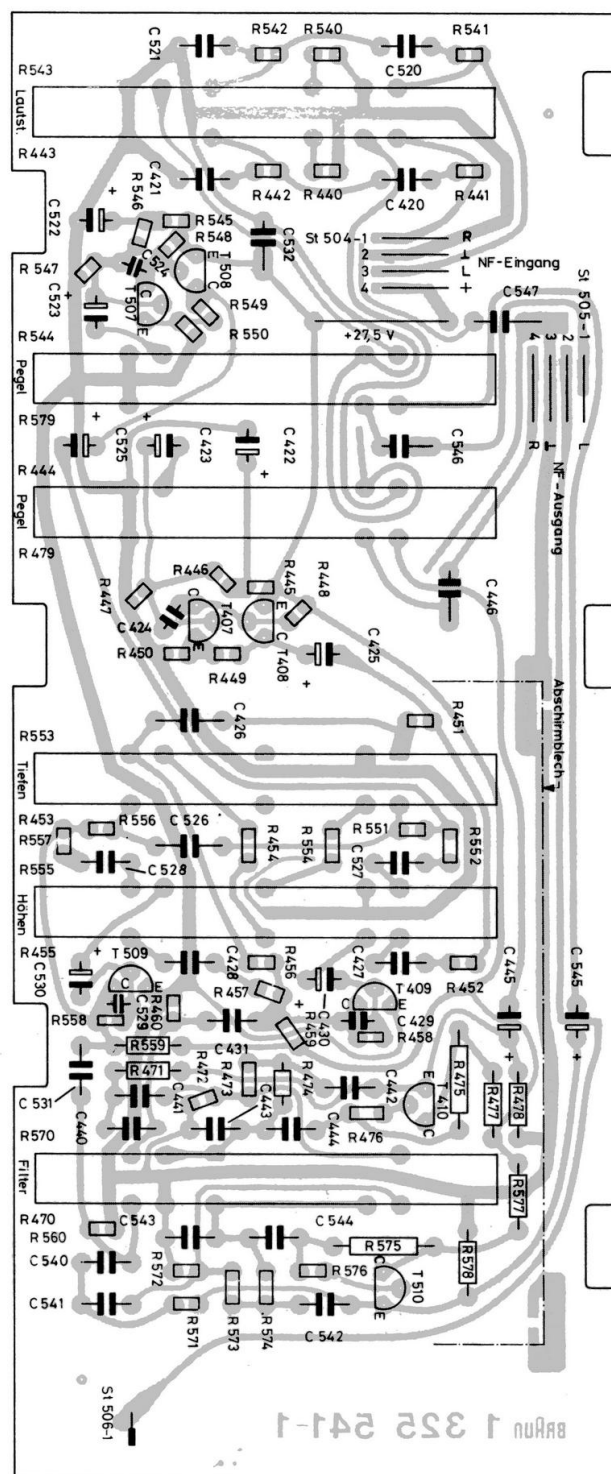 C 521
R 542
R 540
R 541
C 520
R 543
Lautst.
R 443
C 421
R 442
R 440
C 420
R 441
R 546
C 522
R 545
R 548
C 524
C 532
E
T 508
C
R 547
C 523
C
T 507
E
R 549
R 550
R 544
St 504-1
2
3
4
R
⊥
L
+
NF-Eingang
+27,5 V
C 547
St 505-1
2
3
4
Pegel
R 579
C 525
C 423
C 422
C 546
L
⊥
R
NF-Ausgang
R 444
Pegel
R 479
R 446
R 445
R 448
R 447
C
E
C 424
T407
E
C
T 408
R 450
R 449
C 425
C 446
Abschirmblech
C 426
R 451
R 553
Tiefen
R 453
R 556
C 526
R 454
R 554
R 551
R 552
R 557
R 555
C 528
C 527
Höhen
R 455
T 509
C
E
C 530
C 529
R 460
C 428
R 456
R 457
C 427
C 430
T 409
C
E
R 452
C 429
R 458
C 445
C 545
R 558
R 559
C 431
R 459
R 471
C 531
C 441
R 472
R 473
C 443
R 474
C 442
E
T 410
C
R 475
R 477
R 478
C 440
C 444
R 476
R 570
Filter
R 577
R 470
R 560
C 543
C 544
R 575
C 540
R 572
R 576
C
T 510
E
R 578
C 541
R 571
R 573
R 574
C 542
St 506-1
BRAun 1 325 541-1